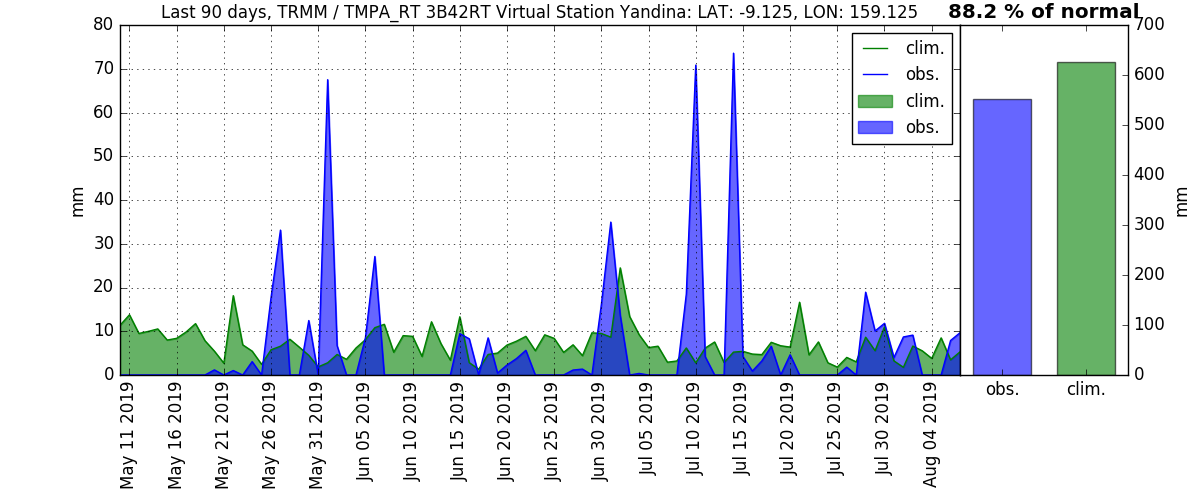 Last 90 days, TRMM / TMPA_RT 3B42RT Virtual Station Yandina: LAT: -9.125, LON: 159.125
88.2 % of normal
80
70
60
50
40
30
20
10
0
mm
clim.
obs.
clim.
obs.
May 11 2019
May 16 2019
May 21 2019
May 26 2019
May 31 2019
Jun 05 2019
Jun 10 2019
Jun 15 2019
Jun 20 2019
Jun 25 2019
Jun 30 2019
Jul 05 2019
Jul 10 2019
Jul 15 2019
Jul 20 2019
Jul 25 2019
Jul 30 2019
Aug 04 2019
700
600
500
400
300
200
100
0
mm
obs.
clim.